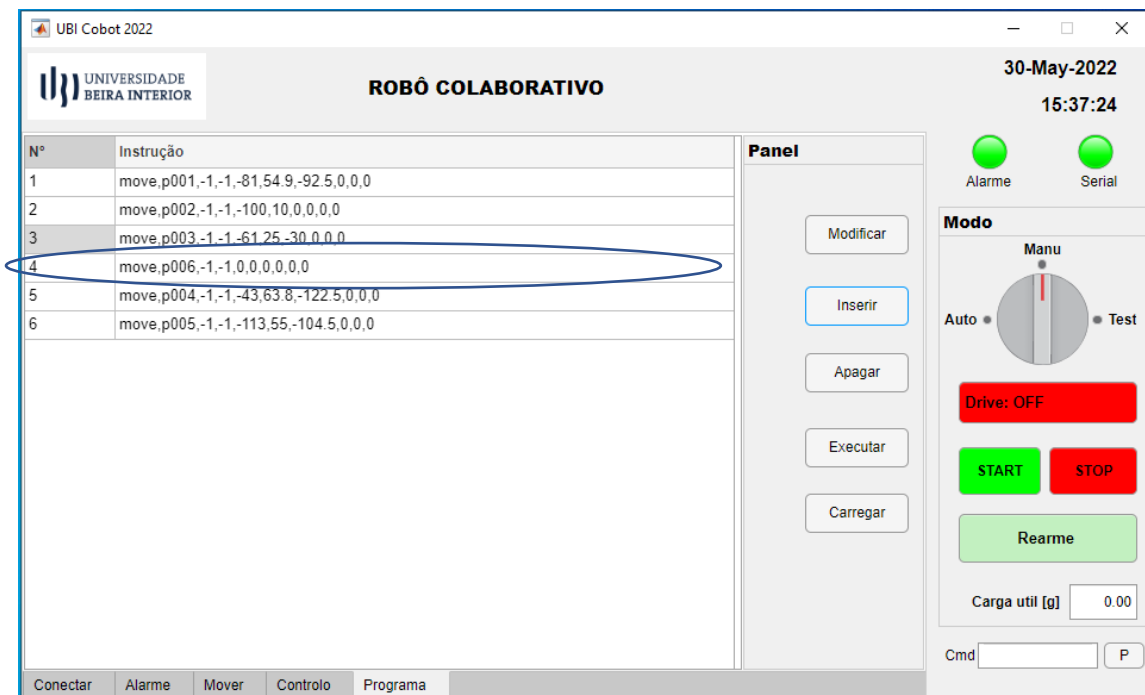 UBI Cobot 2022
UNIVERSIDADE
BEIRA INTERIOR
ROBÔ COLABORATIVO
30-May-2022
15:37:24
N° Instrução
1 move,p001,-1,-1,-81,54.9,-92.5,0,0,0
2 move,p002,-1,-1,-100,10,0,0,0,0
3 move,p003,-1,-1,-61,25,-30,0,0,0
4 move,p006,-1,-1,0,0,0,0,0,0
5 move,p004,-1,-1,-43,63.8,-122.5,0,0,0
6 move,p005,-1,-1,-113,55,-104.5,0,0,0
Panel
Modificar
Inserir
Apagar
Executar
Carregar
Alarme Serial
Modo
Manu
Auto Test
Drive: OFF
START STOP
Rearme
Carga util [g] 0.00
Cmd P
Conectar Alarme Mover Controlo Programa